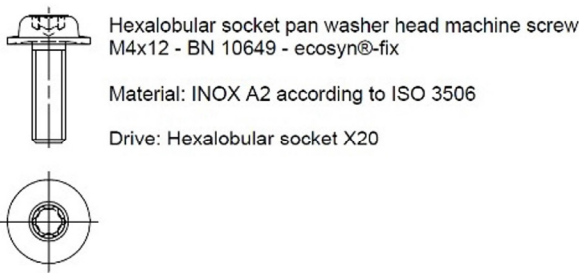 Hexalobular socket pan washer head machine screw
M4x12 - BN 10649 - ecosyn®-fix
Material: INOX A2 according to ISO 3506
Drive: Hexalobular socket X20